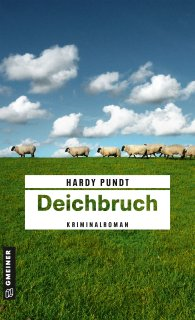 HARDY PUNDT
Deichbruch
KRIMINALROMAN
GMEINER